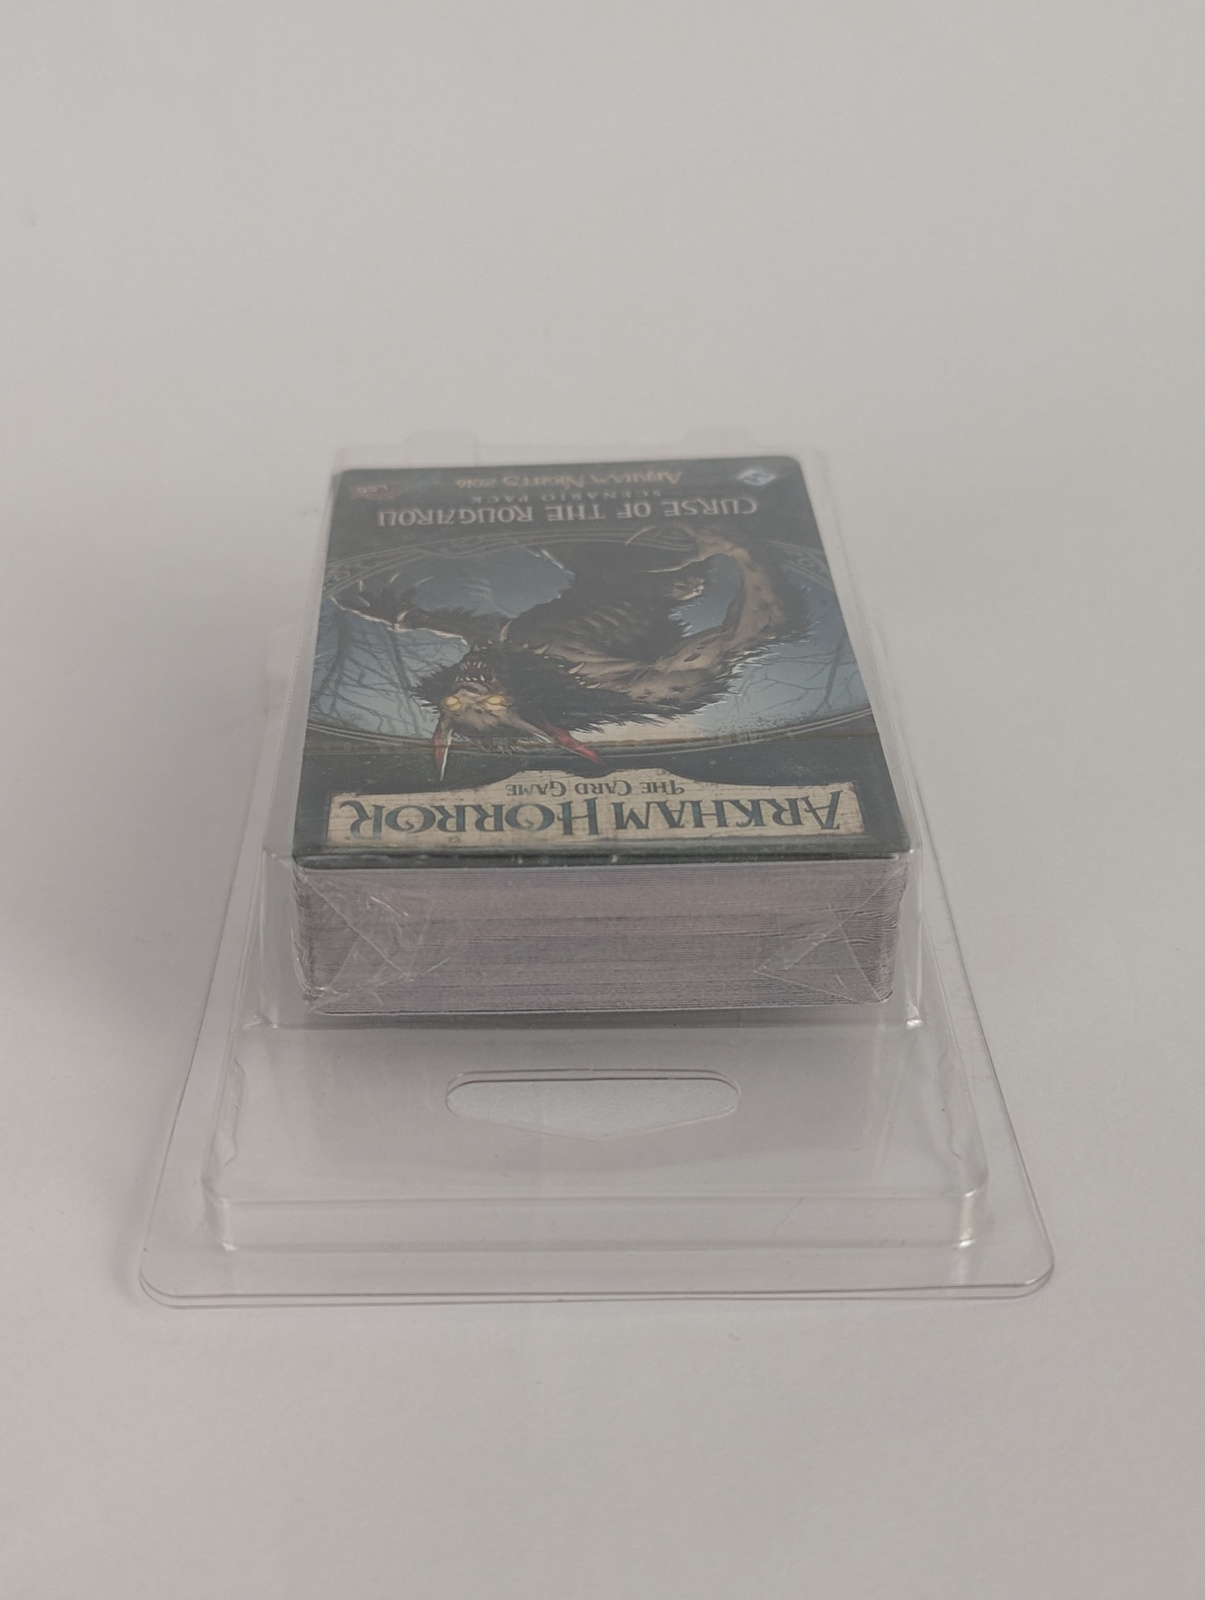 ARKHAM HORROR
THE CARD GAME
CURSE OF THE ROUGAROU
SCENARIO PACK
ARKHAM NIGHTS 2016